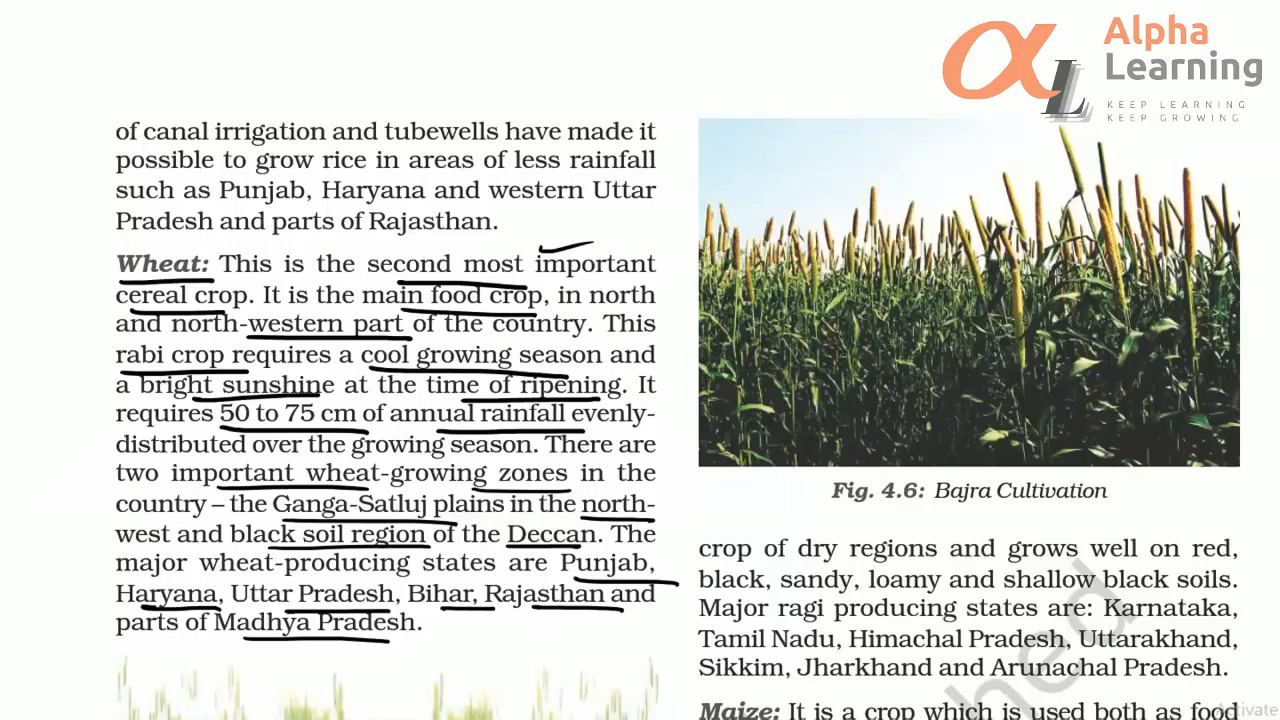 Alpha
Learning
KEEP LEARNING
KEEP GROWING
of canal irrigation and tubewells have made it
possible to grow rice in areas of less rainfall
such as Punjab, Haryana and western Uttar
Pradesh and parts of Rajasthan.
Wheat: This is the second most important
cereal crop. It is the main food crop, in north
and north-western part of the country. This
rabi crop requires a cool growing season and
a bright sunshine at the time of ripening. It
requires 50 to 75 cm of annual rainfall evenly-
distributed over the growing season. There are
two important wheat-growing zones in the
country – the Ganga-Satluj plains in the north-
west and black soil region of the Deccan. The
major wheat-producing states are Punjab,
Haryana, Uttar Pradesh, Bihar, Rajasthan and
parts of Madhya Pradesh.
Fig. 4.6: Bajra Cultivation
crop of dry regions and grows well on red,
black, sandy, loamy and shallow black soils.
Major ragi producing states are: Karnataka,
Tamil Nadu, Himachal Pradesh, Uttarakhand,
Sikkim, Jharkhand and Arunachal Pradesh.
Maize: It is a crop which is used both as food